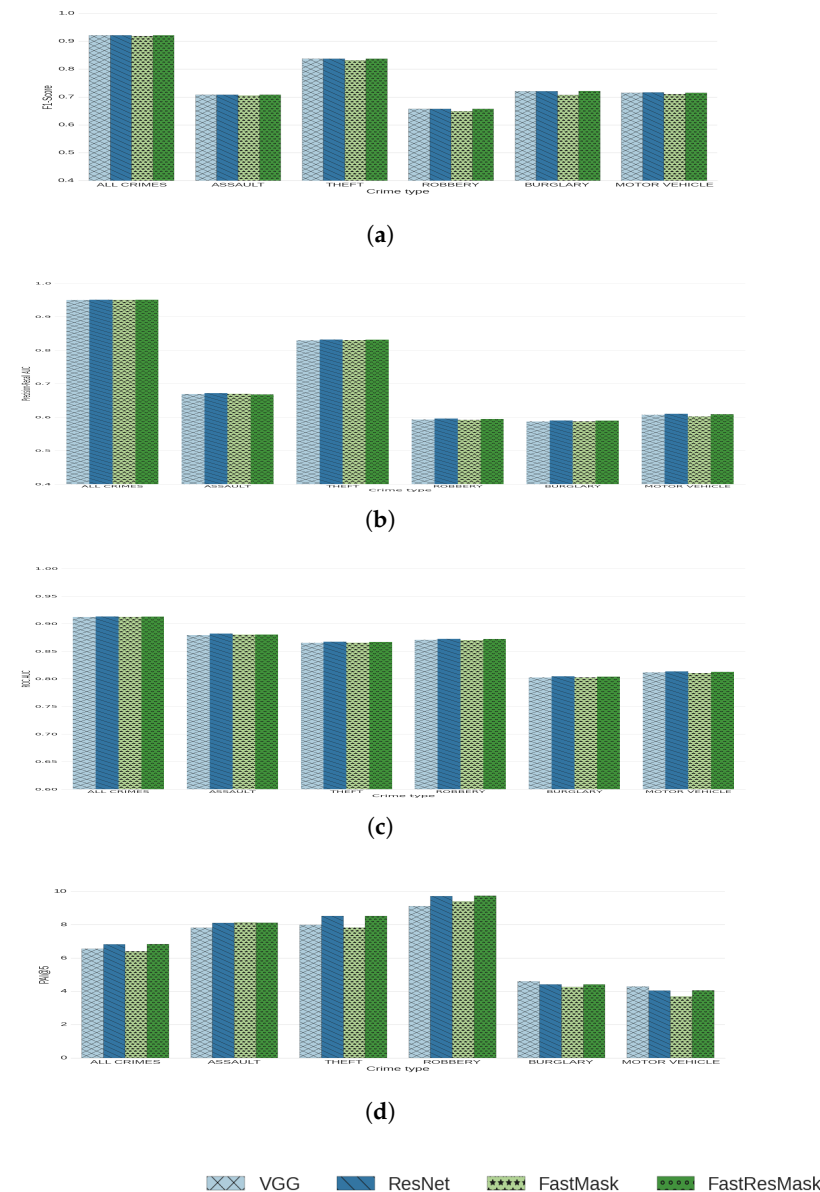 1.0
0.9
0.8
0.7
0.6
0.5
0.4
F1-Score
ALL CRIMES ASSAULT THEFT ROBBERY BURGLARY MOTOR VEHICLE
Crime type
(a)
1.0
0.9
0.8
0.7
0.6
0.5
0.4
Precision-Recall AUC
ALL CRIMES ASSAULT THEFT ROBBERY BURGLARY MOTOR VEHICLE
Crime type
(b)
1.00
0.95
0.90
0.85
0.80
0.75
0.70
0.65
0.60
ROC AUC
ALL CRIMES ASSAULT THEFT ROBBERY BURGLARY MOTOR VEHICLE
Crime type
(c)
10
8
6
4
2
0
PAI@5
ALL CRIMES ASSAULT THEFT ROBBERY BURGLARY MOTOR VEHICLE
Crime type
(d)
VGG ResNet FastMask FastResMask